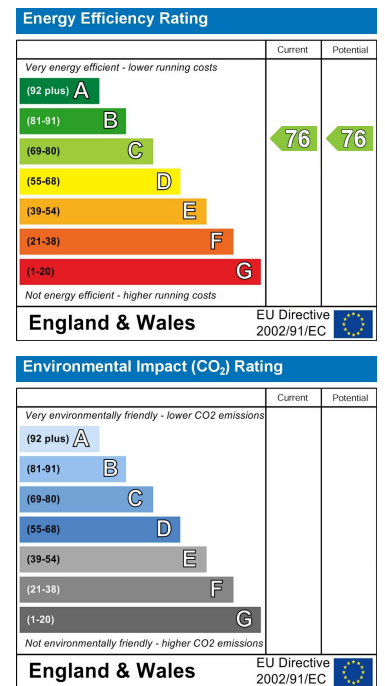 Energy Efficiency Rating
Current Potential
Very energy efficient - lower running costs
(92 plus) A
(81-91) B
(69-80) C
76 76
(55-68) D
(39-54) E
(21-38) F
(1-20) G
Not energy efficient - higher running costs
England & Wales
EU Directive
2002/91/EC
Environmental Impact (CO₂) Rating
Current Potential
Very environmentally friendly - lower CO2 emissions
(92 plus) A
(81-91) B
(69-80) C
(55-68) D
(39-54) E
(21-38) F
(1-20) G
Not environmentally friendly - higher CO2 emissions
England & Wales
EU Directive
2002/91/EC